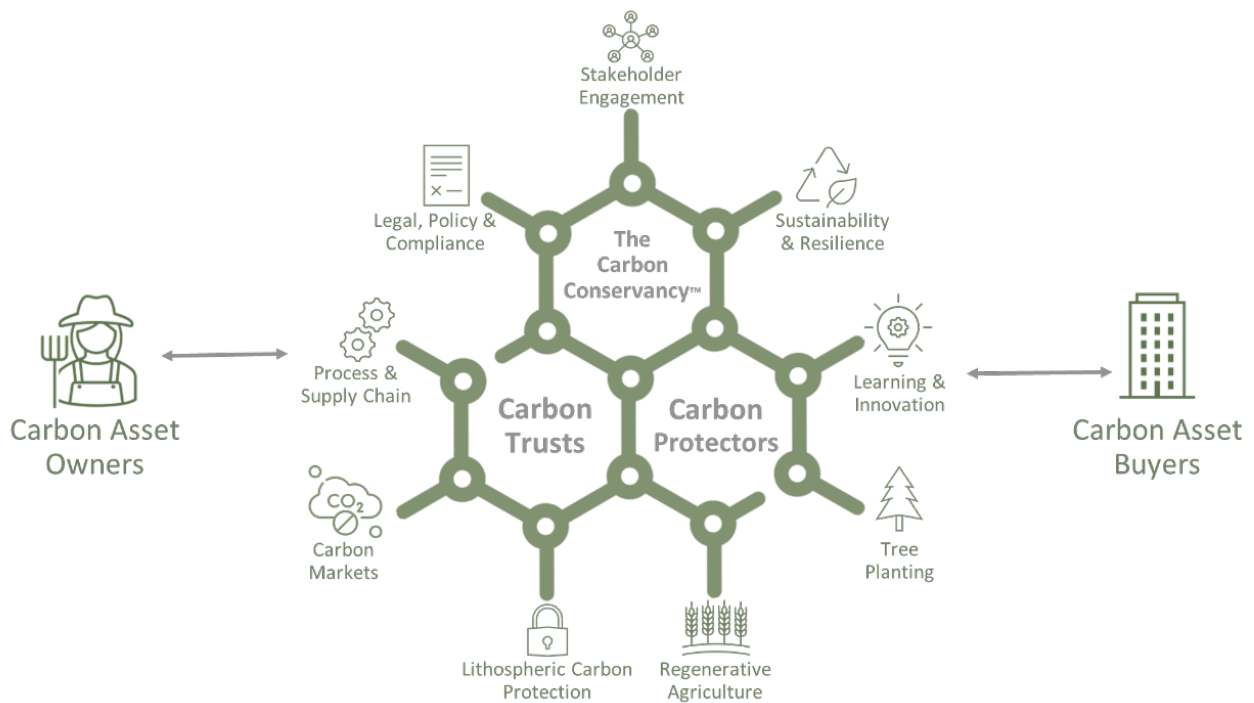 Stakeholder
Engagement
Legal, Policy &
Compliance
Sustainability
& Resilience
The
Carbon
Conservancy™
Process &
Supply Chain
Learning &
Innovation
Carbon Asset
Owners
Carbon
Trusts
Carbon
Protectors
Carbon Asset
Buyers
CO2
Carbon
Markets
Tree
Planting
Lithospheric Carbon
Protection
Regenerative
Agriculture